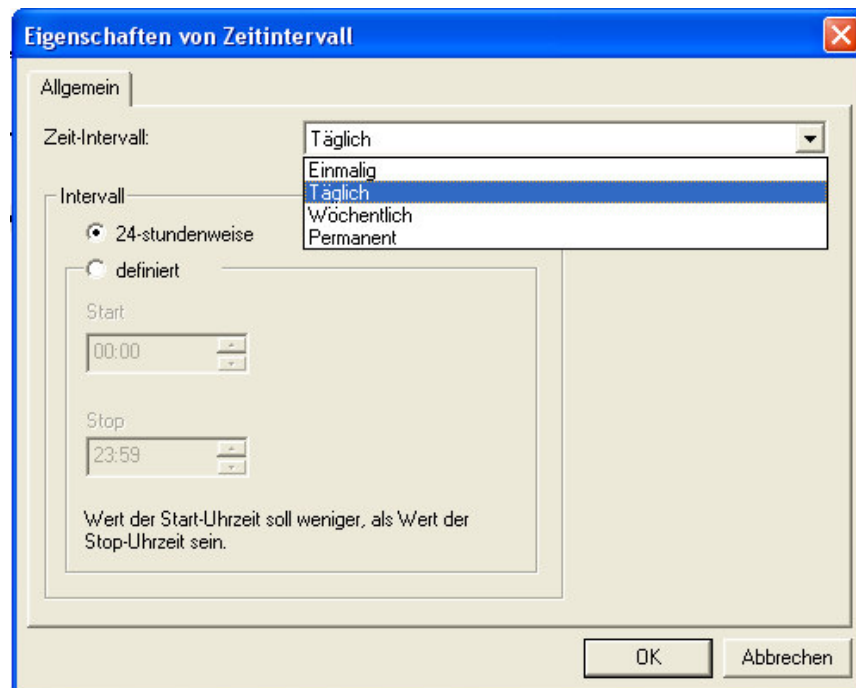 Eigenschaften von Zeitintervall
Allgemein
Zeit-Intervall:
Täglich
Einmalig
Täglich
Wöchentlich
Permanent
Intervall
24-stundenweise
definiert
Start
00:00
Stop
23:59
Wert der Start-Uhrzeit soll weniger, als Wert der
Stop-Uhrzeit sein.
OK
Abbrechen